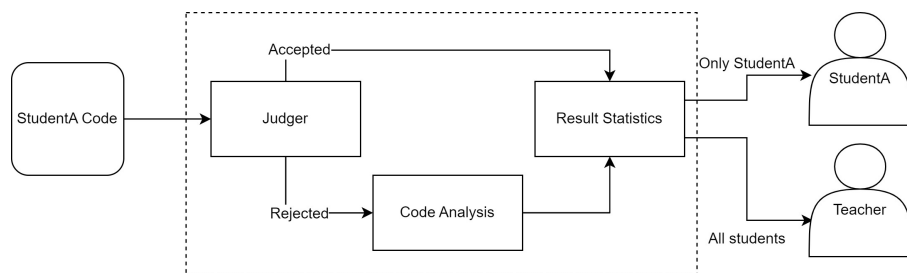 Accepted
Only StudentA
StudentA
StudentA Code
Judger
Result Statistics
Rejected
Code Analysis
Teacher
All students